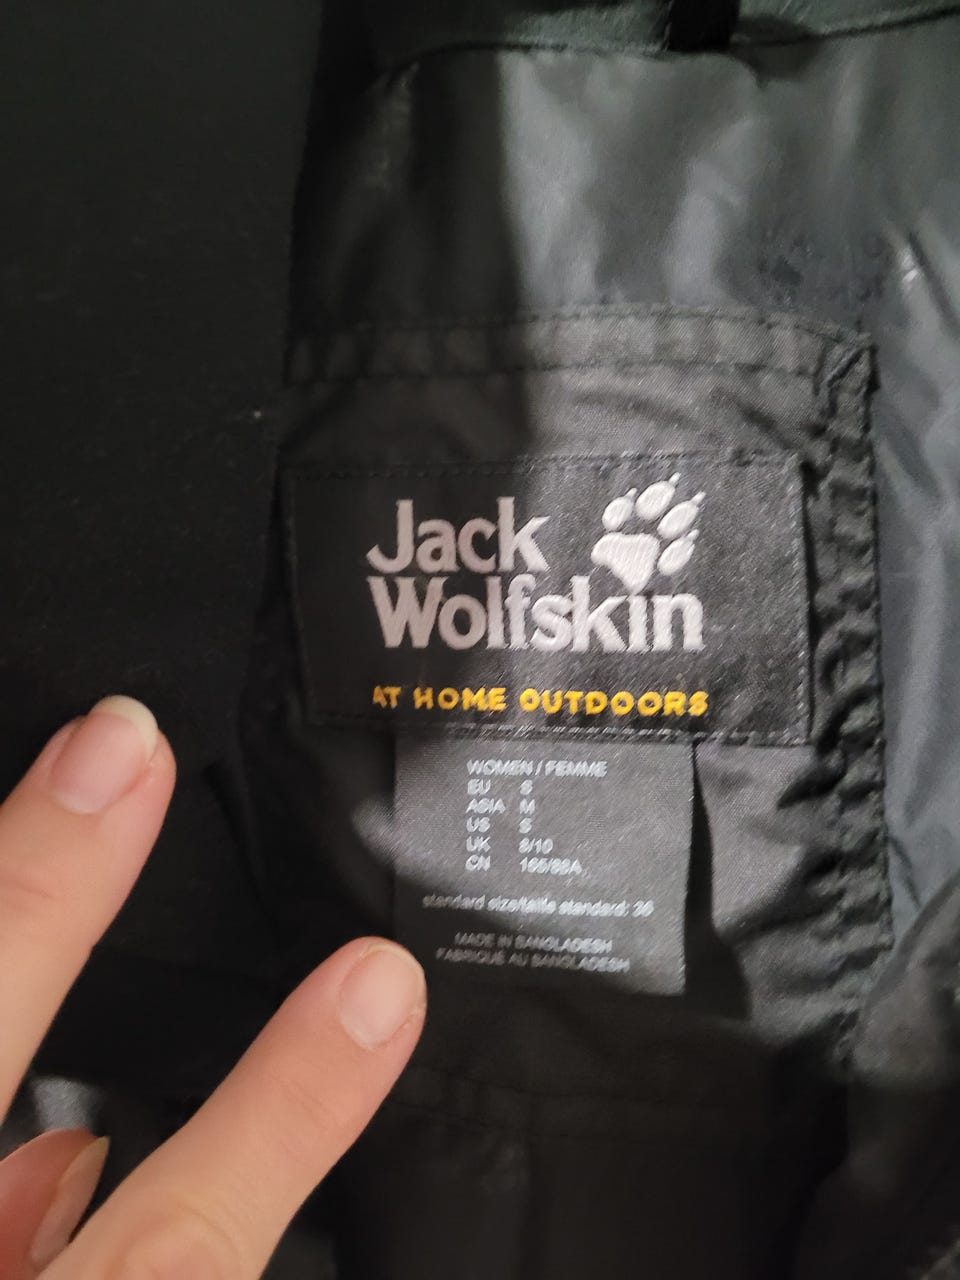 Jack
Wolfskin
AT HOME OUTDOORS
WOMEN / FEMME
EU S
ASIA M
US S
UK 8/10
CN 165/88A
standard size/taille standard: 36
MADE IN BANGLADESH
FABRIQUE AU BANGLADESH